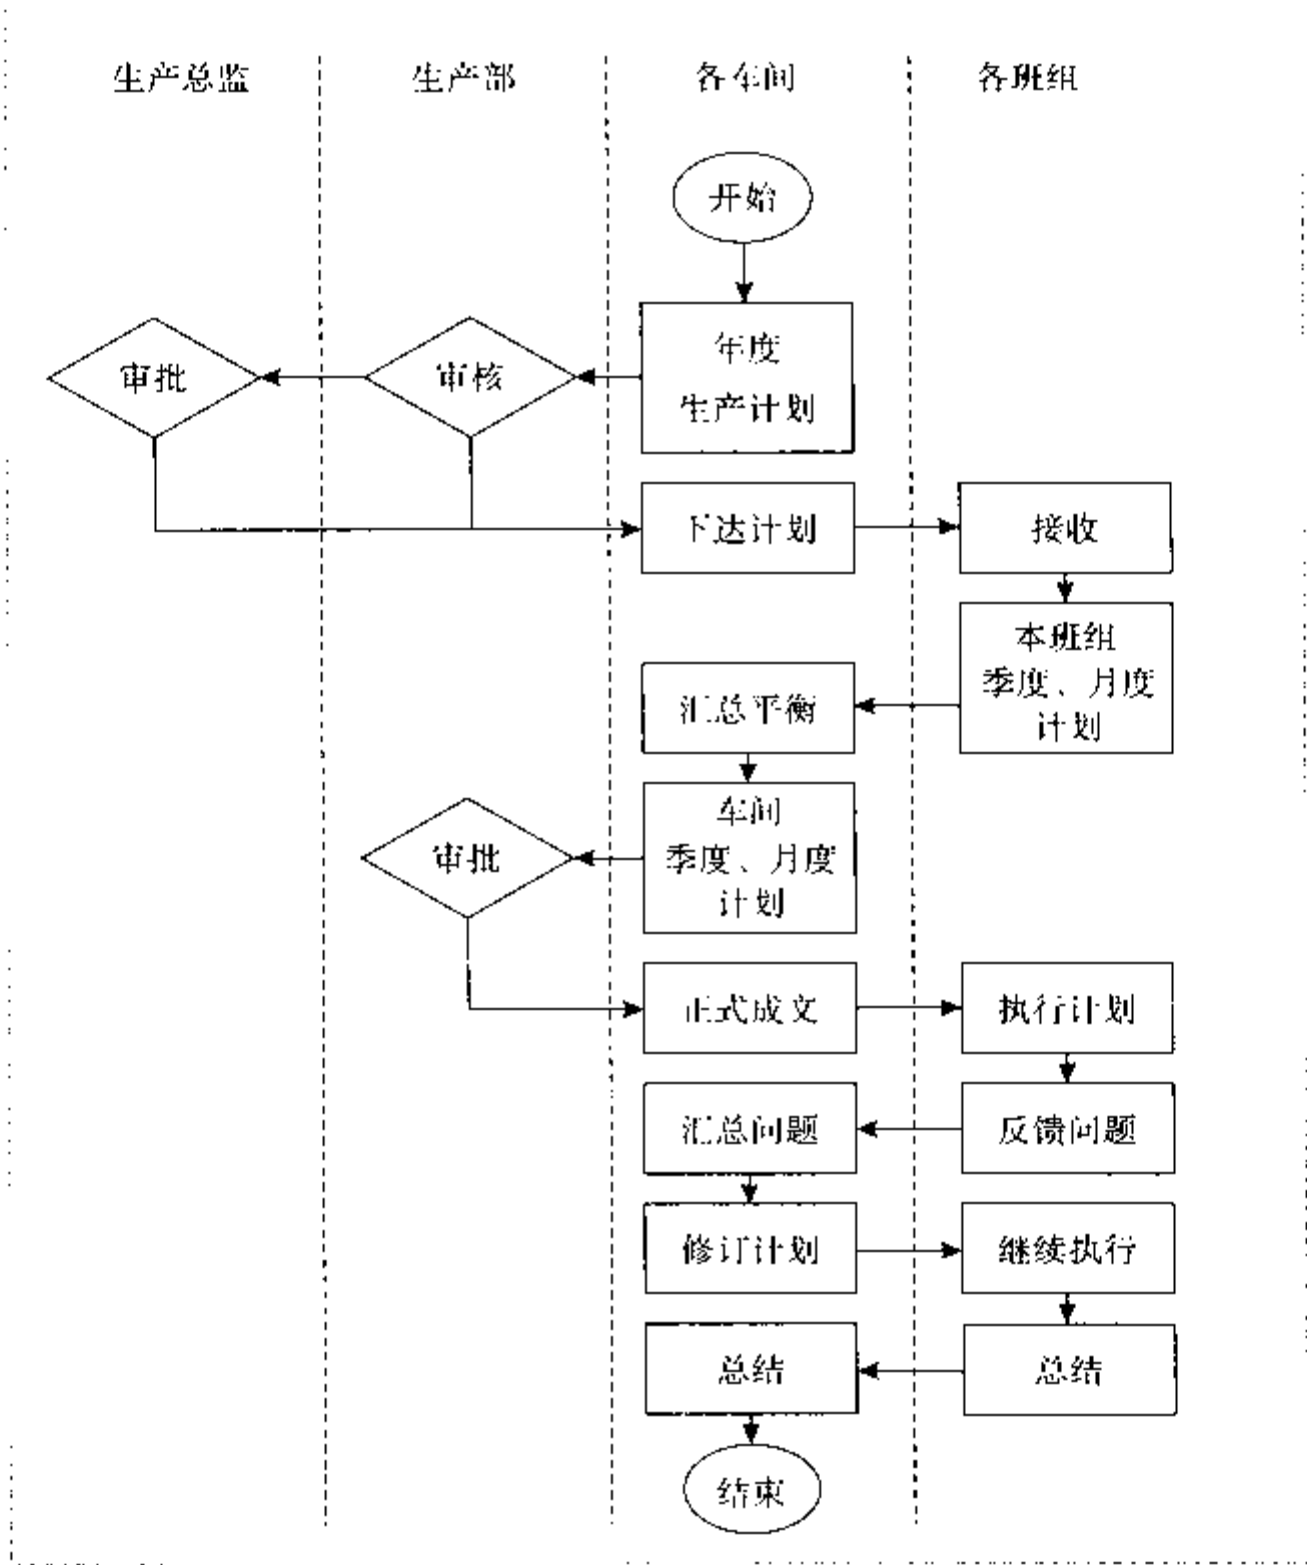 生产总监 生产部 各车间 各班组
开始
年度
生产计划
审核
审批
下达计划
接收
本班组
季度、月度
计划
汇总平衡
车间
季度、月度
计划
审批
正式成文
执行计划
反馈问题
汇总问题
修订计划
继续执行
总结
总结
结束